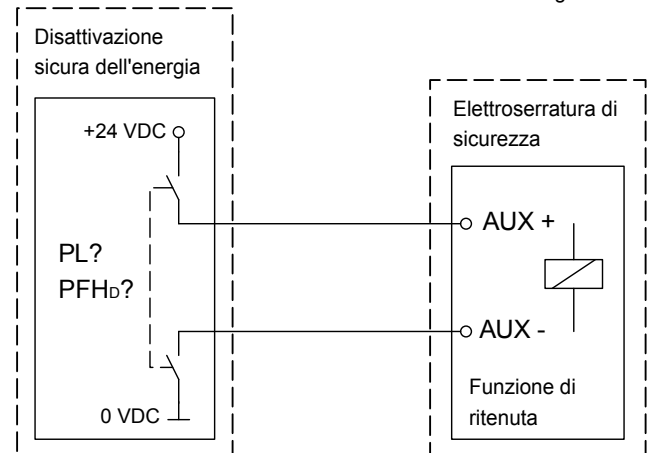 Disattivazione
sicura dell'energia
+24 VDC
PL?
PFHD?
0 VDC
Elettroserratura di
sicurezza
AUX +
AUX -
Funzione di
ritenuta